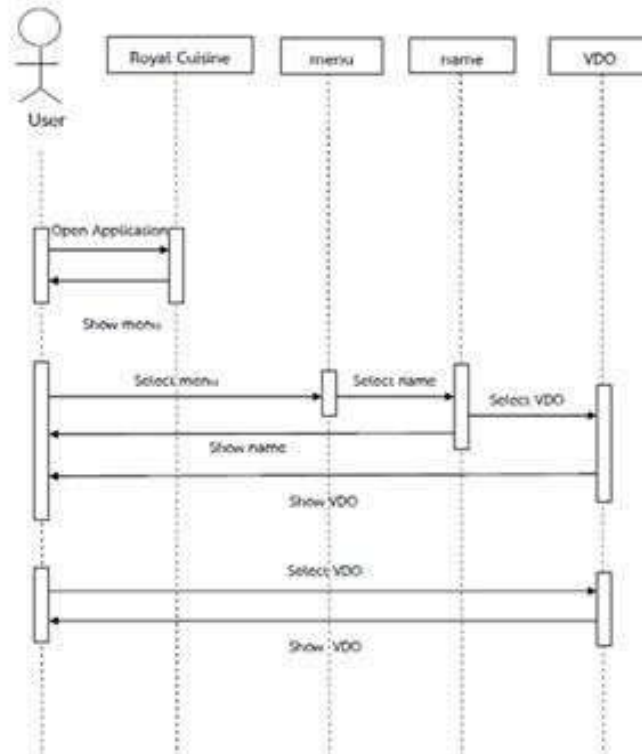 Royal Cuisine
menu
name
VDO
User
Open Application
Show menu
Select menu
Select name
Select VDO
Show name
Show VDO
Select VDO
Show VDO